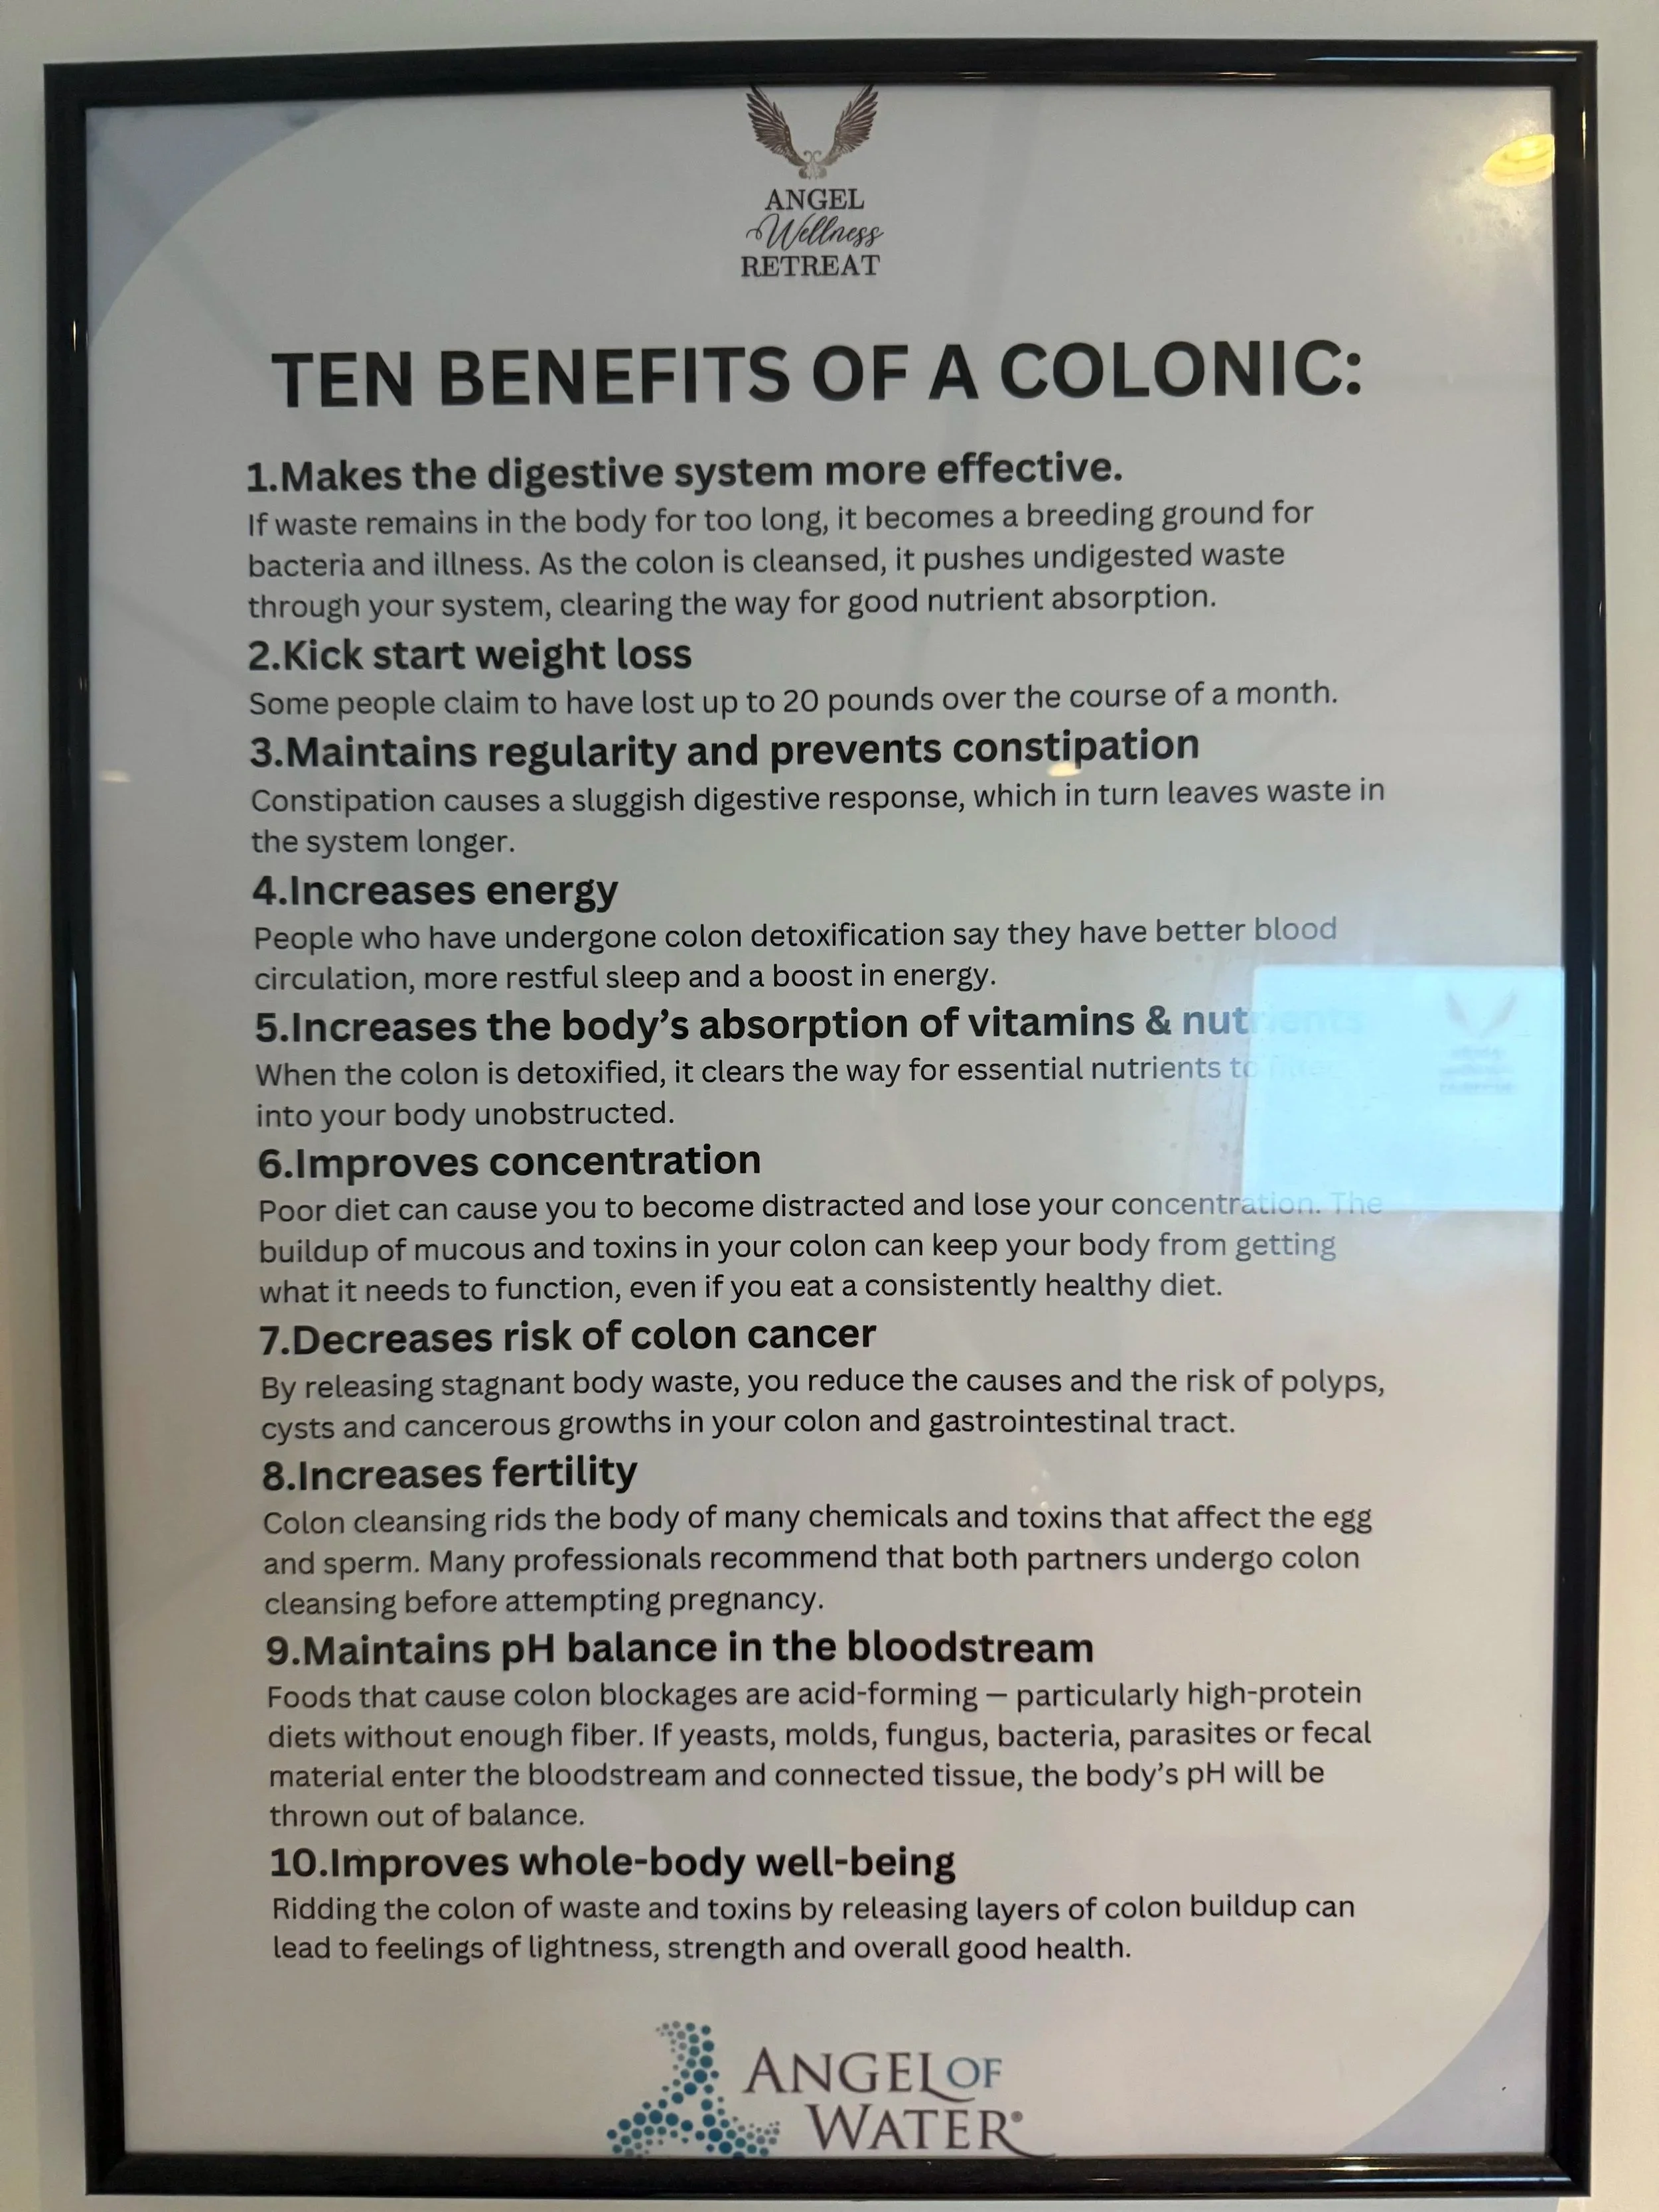 ANGEL
Wellness
RETREAT
TEN BENEFITS OF A COLONIC:
1.Makes the digestive system more effective.
If waste remains in the body for too long, it becomes a breeding ground for
bacteria and illness. As the colon is cleansed, it pushes undigested waste
through your system, clearing the way for good nutrient absorption.
2.Kick start weight loss
Some people claim to have lost up to 20 pounds over the course of a month.
3.Maintains regularity and prevents constipation
Constipation causes a sluggish digestive response, which in turn leaves waste in
the system longer.
4.Increases energy
People who have undergone colon detoxification say they have better blood
circulation, more restful sleep and a boost in energy.
5.Increases the body’s absorption of vitamins & nutrients
When the colon is detoxified, it clears the way for essential nutrients to
into your body unobstructed.
6.Improves concentration
Poor diet can cause you to become distracted and lose your concentration. The
buildup of mucous and toxins in your colon can keep your body from getting
what it needs to function, even if you eat a consistently healthy diet.
7.Decreases risk of colon cancer
By releasing stagnant body waste, you reduce the causes and the risk of polyps,
cysts and cancerous growths in your colon and gastrointestinal tract.
8.Increases fertility
Colon cleansing rids the body of many chemicals and toxins that affect the egg
and sperm. Many professionals recommend that both partners undergo colon
cleansing before attempting pregnancy.
9.Maintains pH balance in the bloodstream
Foods that cause colon blockages are acid-forming — particularly high-protein
diets without enough fiber. If yeasts, molds, fungus, bacteria, parasites or fecal
material enter the bloodstream and connected tissue, the body’s pH will be
thrown out of balance.
10.Improves whole-body well-being
Ridding the colon of waste and toxins by releasing layers of colon buildup can
lead to feelings of lightness, strength and overall good health.
ANGEL OF
WATER®